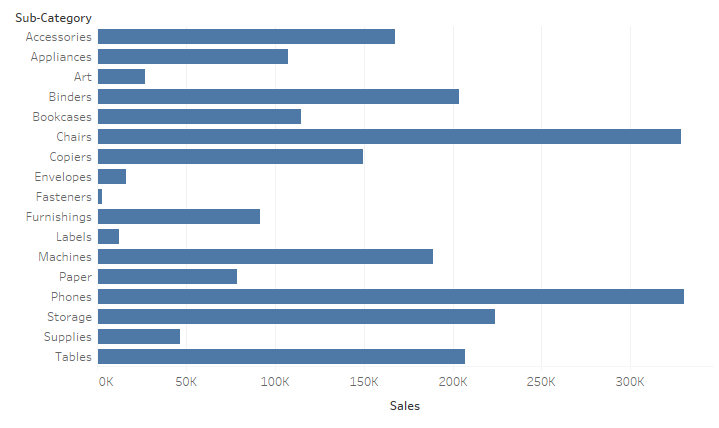 Sub-Category
Accessories
Appliances
Art
Binders
Bookcases
Chairs
Copiers
Envelopes
Fasteners
Furnishings
Labels
Machines
Paper
Phones
Storage
Supplies
Tables
0K 50K 100K 150K 200K 250K 300K
Sales